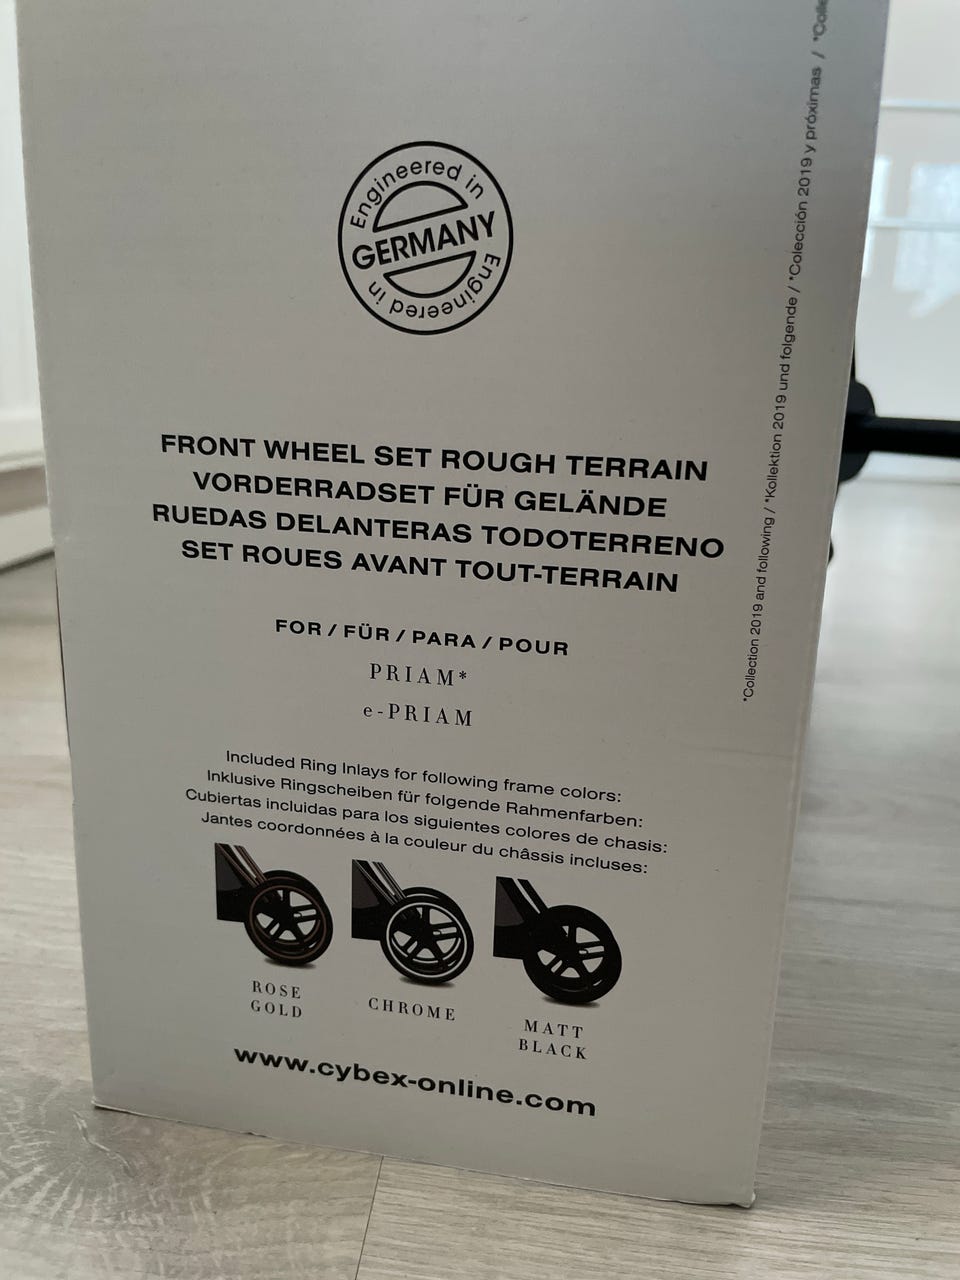 Engineered in
GERMANY
Engineered in
FRONT WHEEL SET ROUGH TERRAIN
VORDERRADSET FÜR GELÄNDE
RUEDAS DELANTERAS TODOTERRENO
SET ROUES AVANT TOUT-TERRAIN
FOR / FÜR / PARA / POUR
PRIAM*
e-PRIAM
Included Ring Inlays for following frame colors:
Inklusive Ringscheiben für folgende Rahmenfarben:
Cubiertas incluidas para los siguientes colores de chasis:
Jantes coordonnées à la couleur du châssis incluses:
ROSE
GOLD
CHROME
MATT
BLACK
www.cybex-online.com
*Collection 2019 and following / *Kollektion 2019 und folgende / *Colección 2019 y próximas /